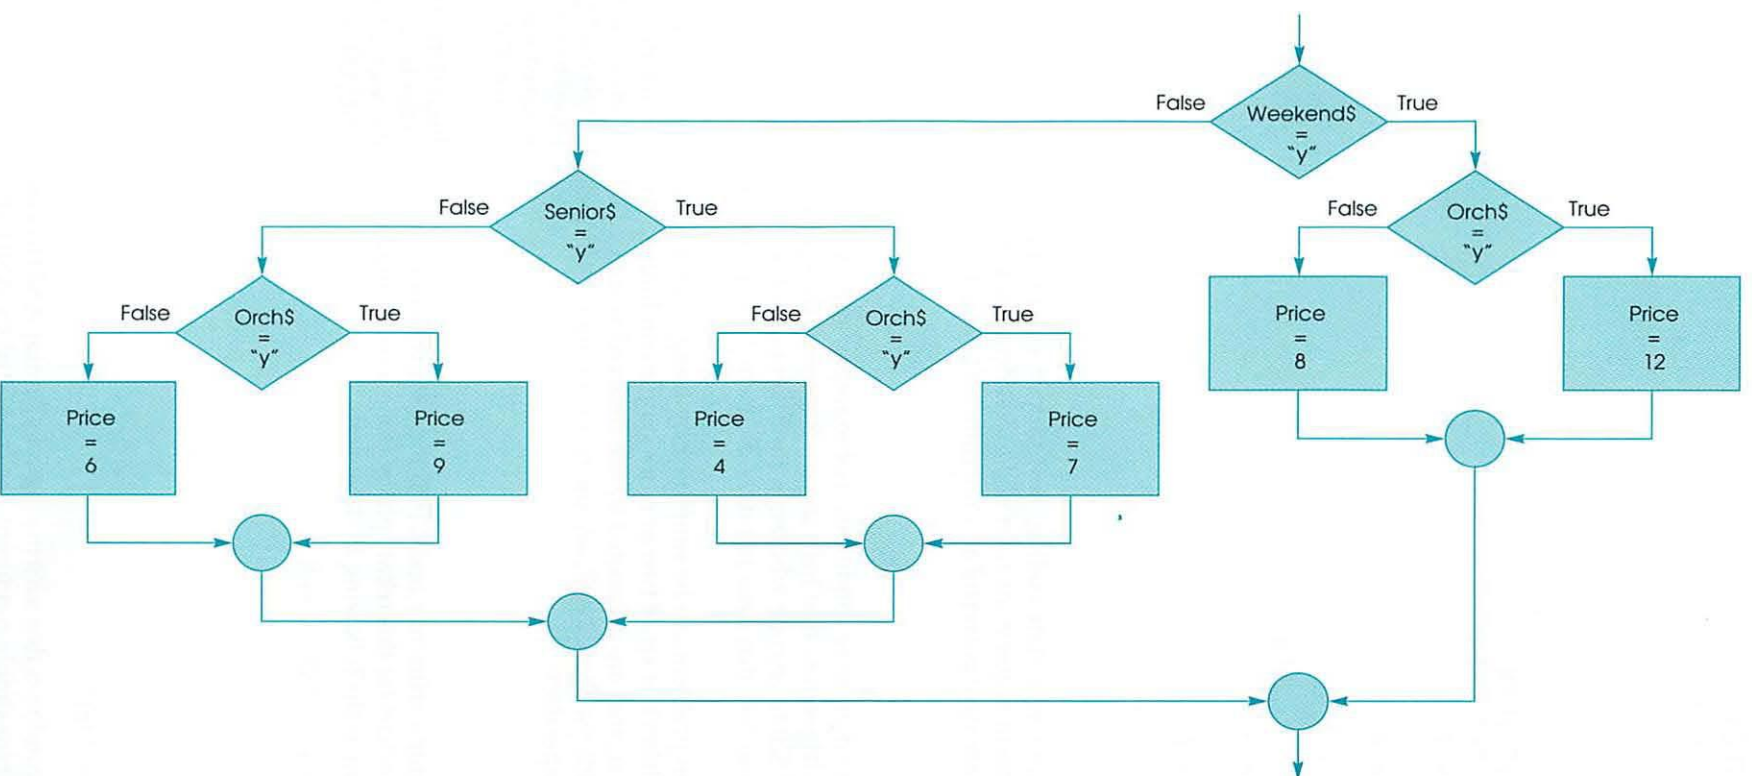 False
Weekend$
=
"y"
True
False
Senior$
=
"y"
True
False
Orch$
=
"y"
True
False
Orch$
=
"y"
True
False
Orch$
=
"y"
True
Price
=
6
Price
=
9
Price
=
4
Price
=
7
Price
=
8
Price
=
12